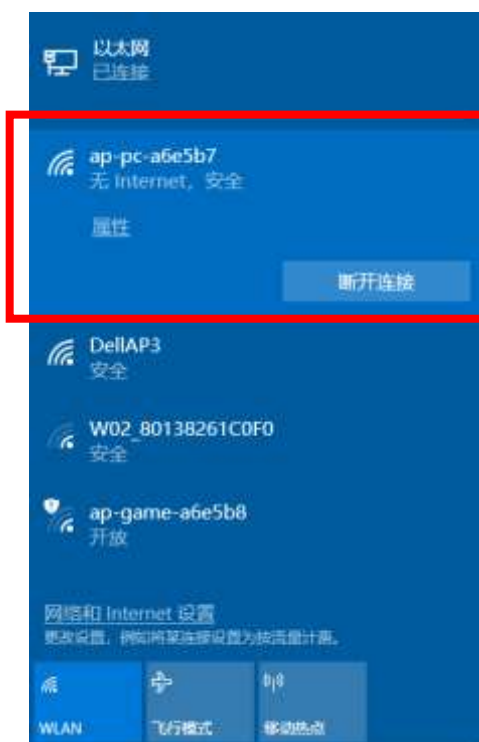 以太网
已连接
ap-pc-a6e5b7
无 Internet，安全
属性
断开连接
DellAP3
安全
W02_80138261C0F0
安全
ap-game-a6e5b8
开放
网络和 Internet 设置
更改设置，例如将某连接设置为按流量计费。
WLAN
飞行模式
移动热点